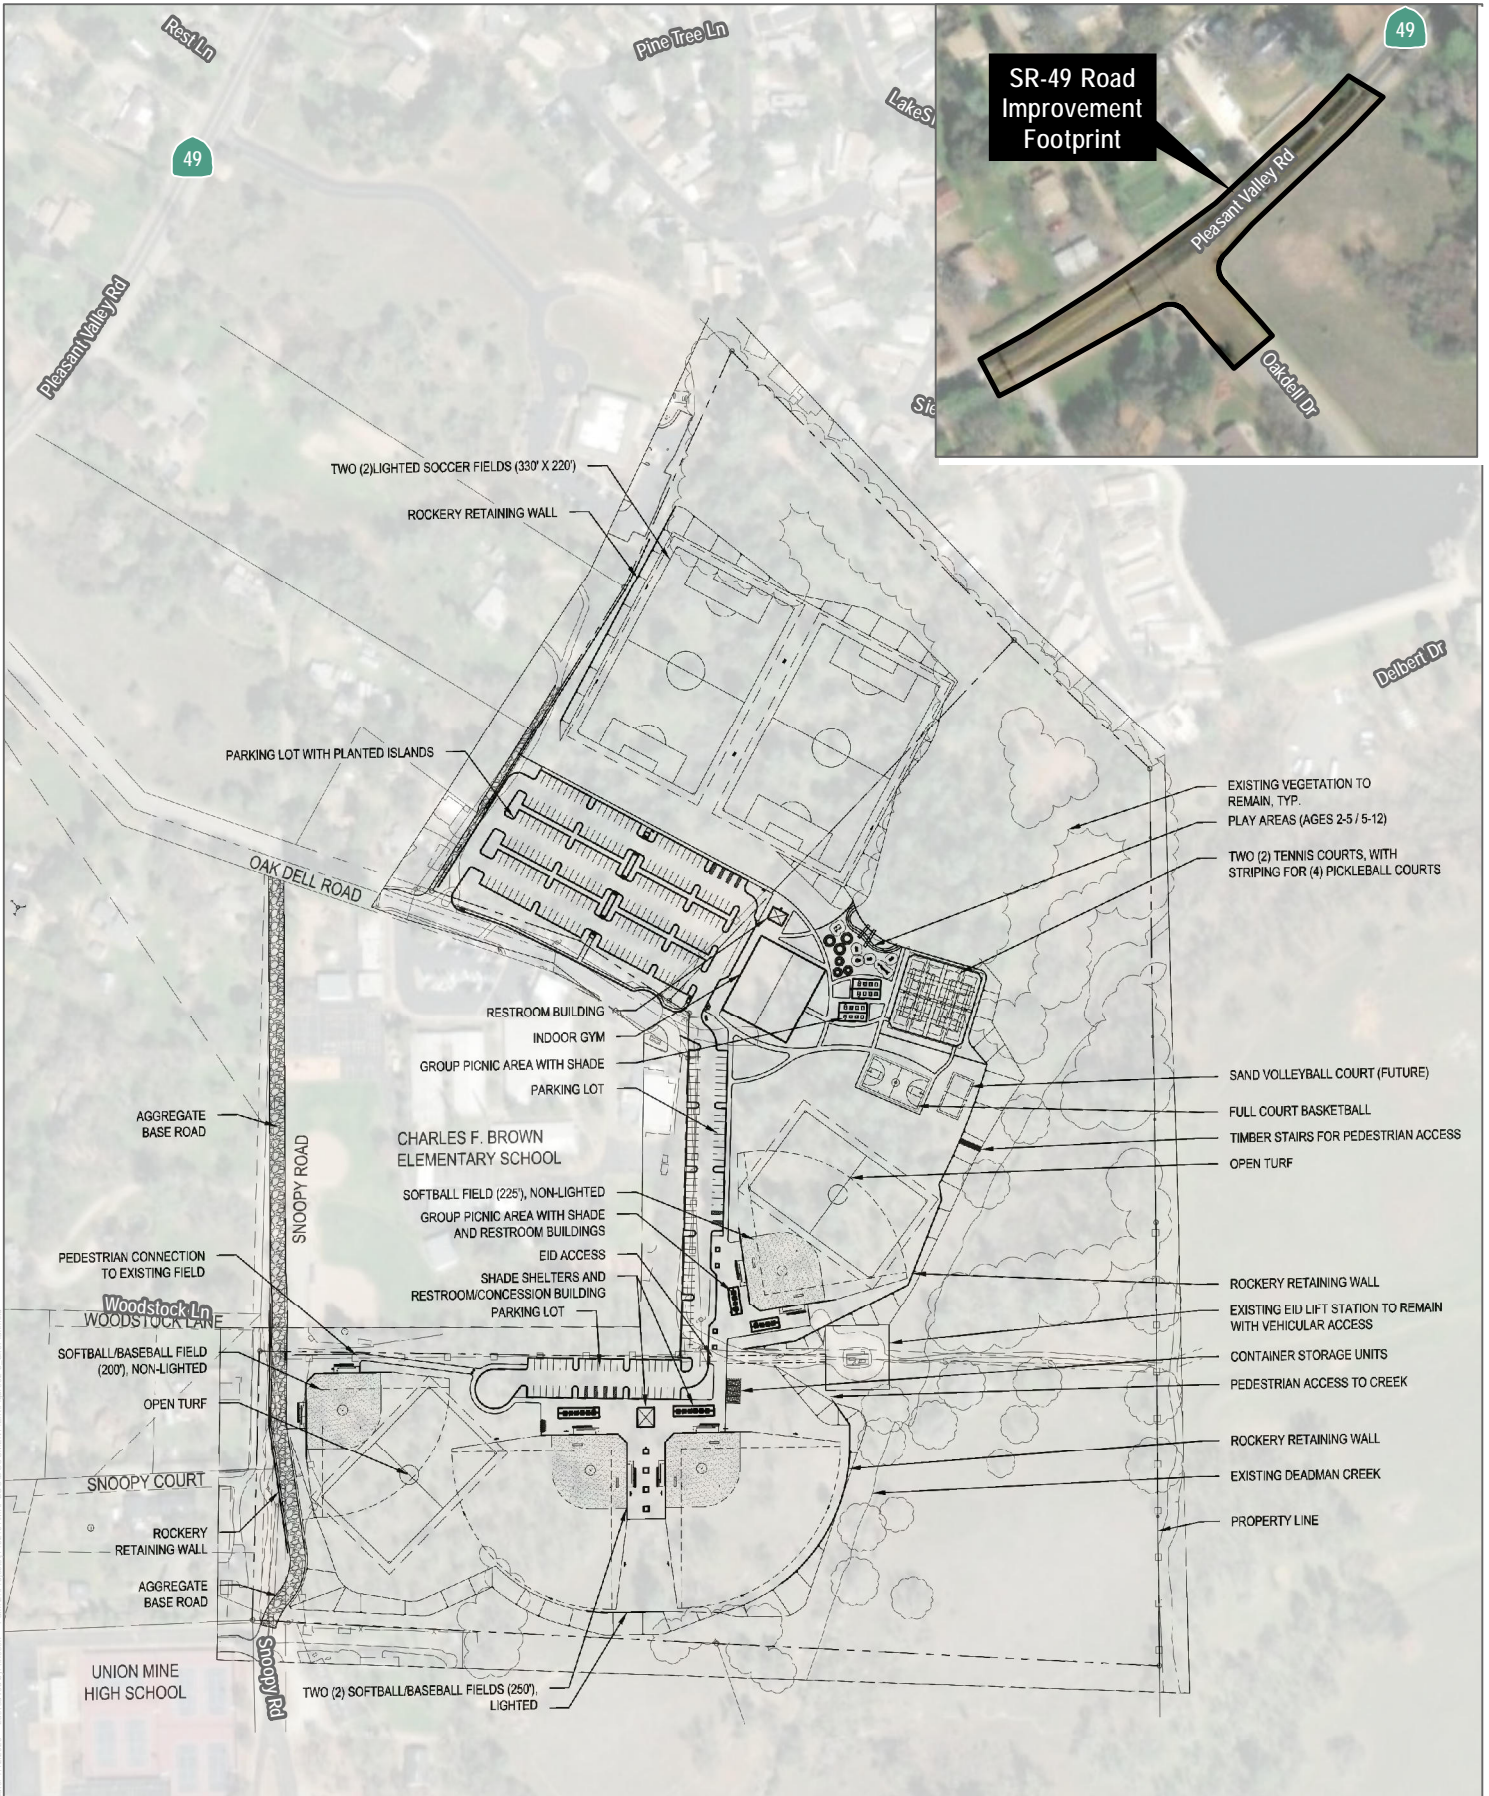 Rest Ln
Pine Tree Ln
49
SR-49 Road
Improvement
Footprint
49
Pleasant Valley Rd
Oakdell Dr
Pleasant Valley Rd
TWO (2)LIGHTED SOCCER FIELDS (330' X 220')
ROCKERY RETAINING WALL
Delbert Dr
PARKING LOT WITH PLANTED ISLANDS
EXISTING VEGETATION TO
REMAIN, TYP.
PLAY AREAS (AGES 2-5 / 5-12)
TWO (2) TENNIS COURTS, WITH
STRIPING FOR (4) PICKLEBALL COURTS
OAK DELL ROAD
RESTROOM BUILDING
INDOOR GYM
GROUP PICNIC AREA WITH SHADE
PARKING LOT
SAND VOLLEYBALL COURT (FUTURE)
FULL COURT BASKETBALL
TIMBER STAIRS FOR PEDESTRIAN ACCESS
OPEN TURF
AGGREGATE
BASE ROAD
SNOOPY ROAD
CHARLES F. BROWN
ELEMENTARY SCHOOL
SOFTBALL FIELD (225'), NON-LIGHTED
GROUP PICNIC AREA WITH SHADE
AND RESTROOM BUILDINGS
EID ACCESS
SHADE SHELTERS AND
RESTROOM/CONCESSION BUILDING
PARKING LOT
PEDESTRIAN CONNECTION
TO EXISTING FIELD
Woodstock Ln
WOODSTOCK LANE
SOFTBALL/BASEBALL FIELD
(200'), NON-LIGHTED
OPEN TURF
ROCKERY RETAINING WALL
EXISTING EID LIFT STATION TO REMAIN
WITH VEHICULAR ACCESS
CONTAINER STORAGE UNITS
PEDESTRIAN ACCESS TO CREEK
ROCKERY RETAINING WALL
EXISTING DEADMAN CREEK
PROPERTY LINE
SNOOPY COURT
ROCKERY
RETAINING WALL
AGGREGATE
BASE ROAD
Snoopy Rd
UNION MINE
HIGH SCHOOL
TWO (2) SOFTBALL/BASEBALL FIELDS (250'),
LIGHTED